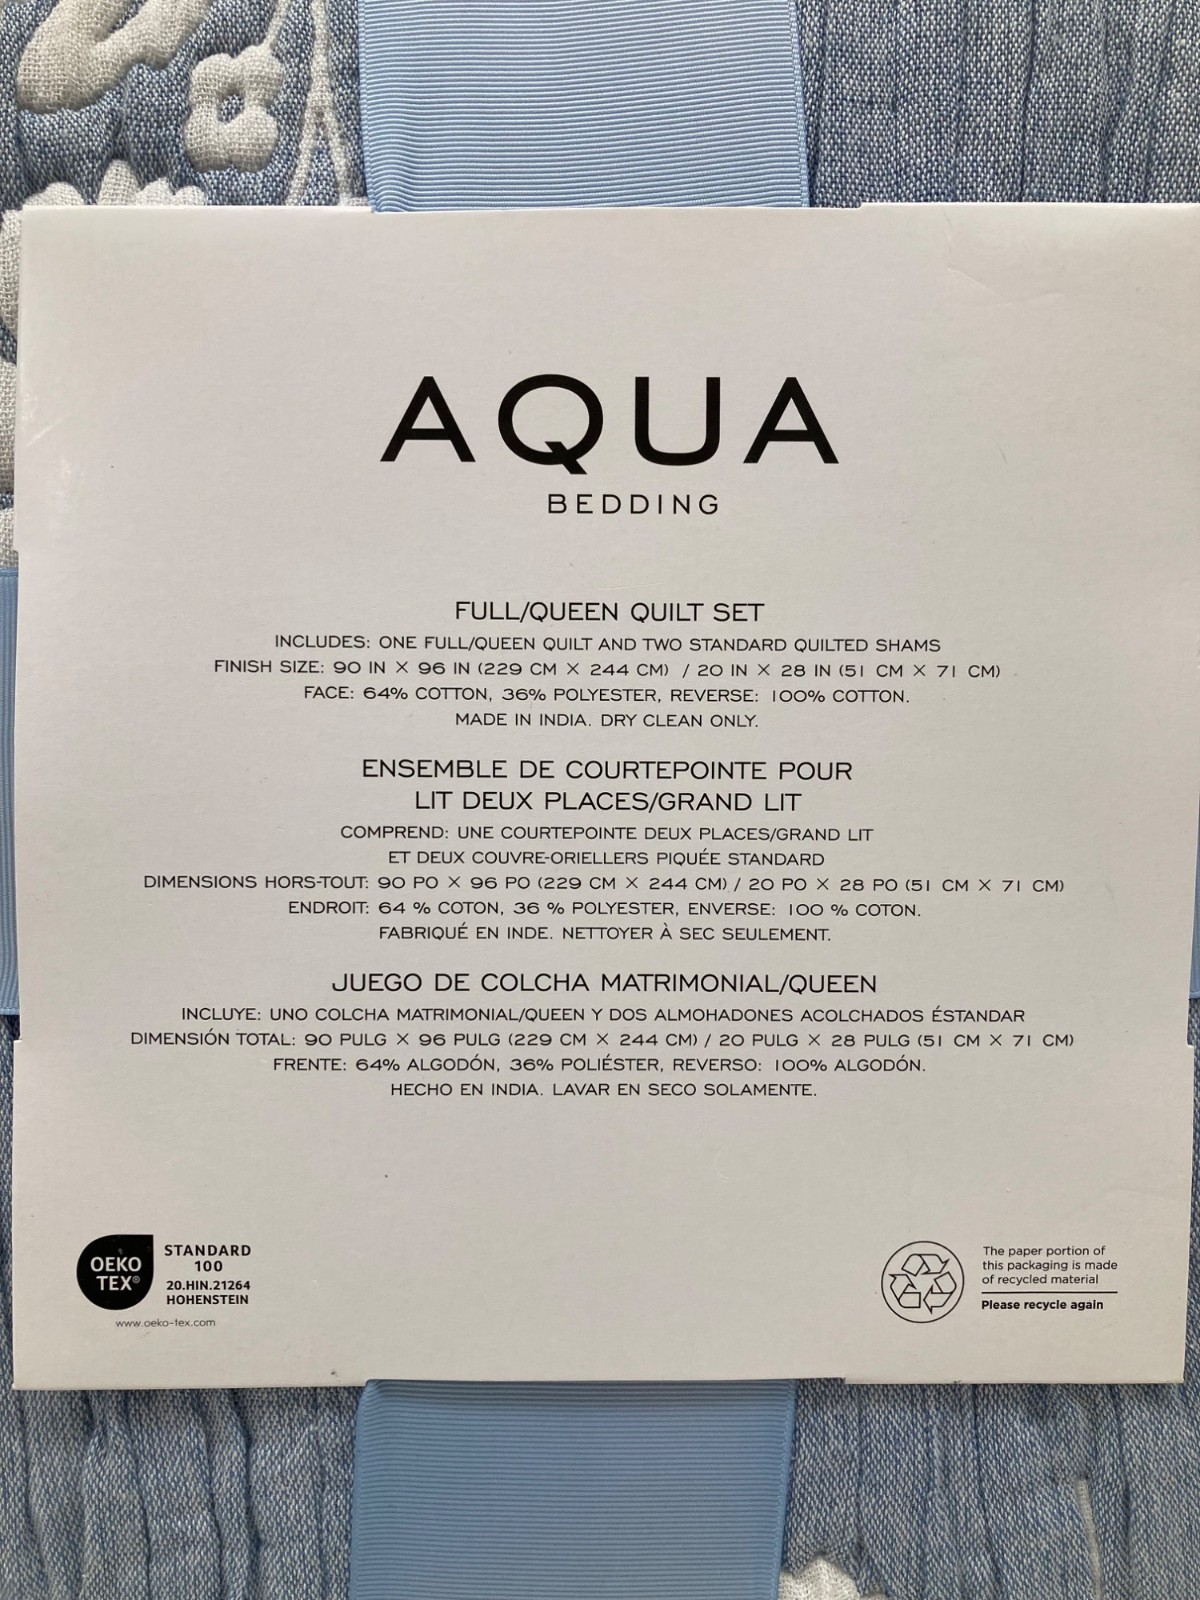 AQUA
BEDDING
FULL/QUEEN QUILT SET
INCLUDES: ONE FULL/QUEEN QUILT AND TWO STANDARD QUILTED SHAMS
FINISH SIZE: 90 IN X 96 IN (229 CM X 244 CM) / 20 IN X 28 IN (51 CM X 71 CM)
FACE: 64% COTTON, 36% POLYESTER, REVERSE: 100% COTTON.
MADE IN INDIA. DRY CLEAN ONLY.
ENSEMBLE DE COURTEPOINTE POUR
LIT DEUX PLACES/GRAND LIT
COMPREND: UNE COURTEPOINTE DEUX PLACES/GRAND LIT
ET DEUX COUVRE-ORIELLERS PIQUÉE STANDARD
DIMENSIONS HORS-TOUT: 90 PO X 96 PO (229 CM X 244 CM) / 20 PO X 28 PO (51 CM X 71 CM)
ENDROIT: 64 % COTON, 36 % POLYESTER, ENVERSE: 100 % COTON.
FABRIQUÉ EN INDE. NETTOYER À SEC SEULEMENT.
JUEGO DE COLCHA MATRIMONIAL/QUEEN
INCLUYE: UNO COLCHA MATRIMONIAL/QUEEN Y DOS ALMOHADONES ACOLCHADOS ÉSTANDAR
DIMENSIÓN TOTAL: 90 PULG X 96 PULG (229 CM X 244 CM) / 20 PULG X 28 PULG (51 CM X 71 CM)
FRENTE: 64% ALGODÓN, 36% POLIÉSTER, REVERSO: 100% ALGODÓN.
HECHO EN INDIA. LAVAR EN SECO SOLAMENTE.
OEKO
TEX®
STANDARD
100
20.HIN.21264
HOHENSTEIN
www.oeko-tex.com
The paper portion of
this packaging is made
of recycled material
Please recycle again